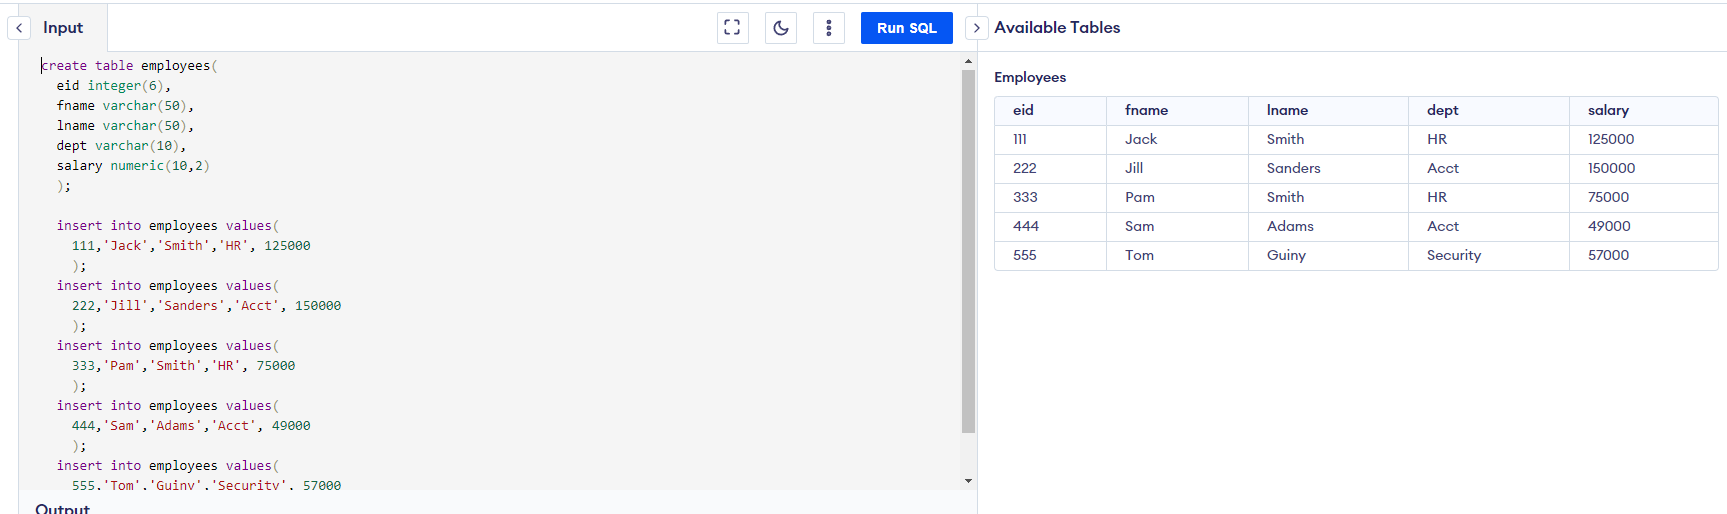 Input
Run SQL
create table employees(
eid integer(6),
fname varchar(50),
lname varchar(50),
dept varchar(10),
salary numeric(10,2)
);
insert into employees values(
111,'Jack','Smith','HR', 125000
);
insert into employees values(
222,'Jill','Sanders','Acct', 150000
);
insert into employees values(
333,'Pam','Smith','HR', 75000
);
insert into employees values(
444,'Sam','Adams','Acct', 49000
);
insert into employees values(
555,'Tom','Guiny','Security', 57000
Output
Available Tables
Employees
eid fname lname dept salary
111 Jack Smith HR 125000
222 Jill Sanders Acct 150000
333 Pam Smith HR 75000
444 Sam Adams Acct 49000
555 Tom Guiny Security 57000